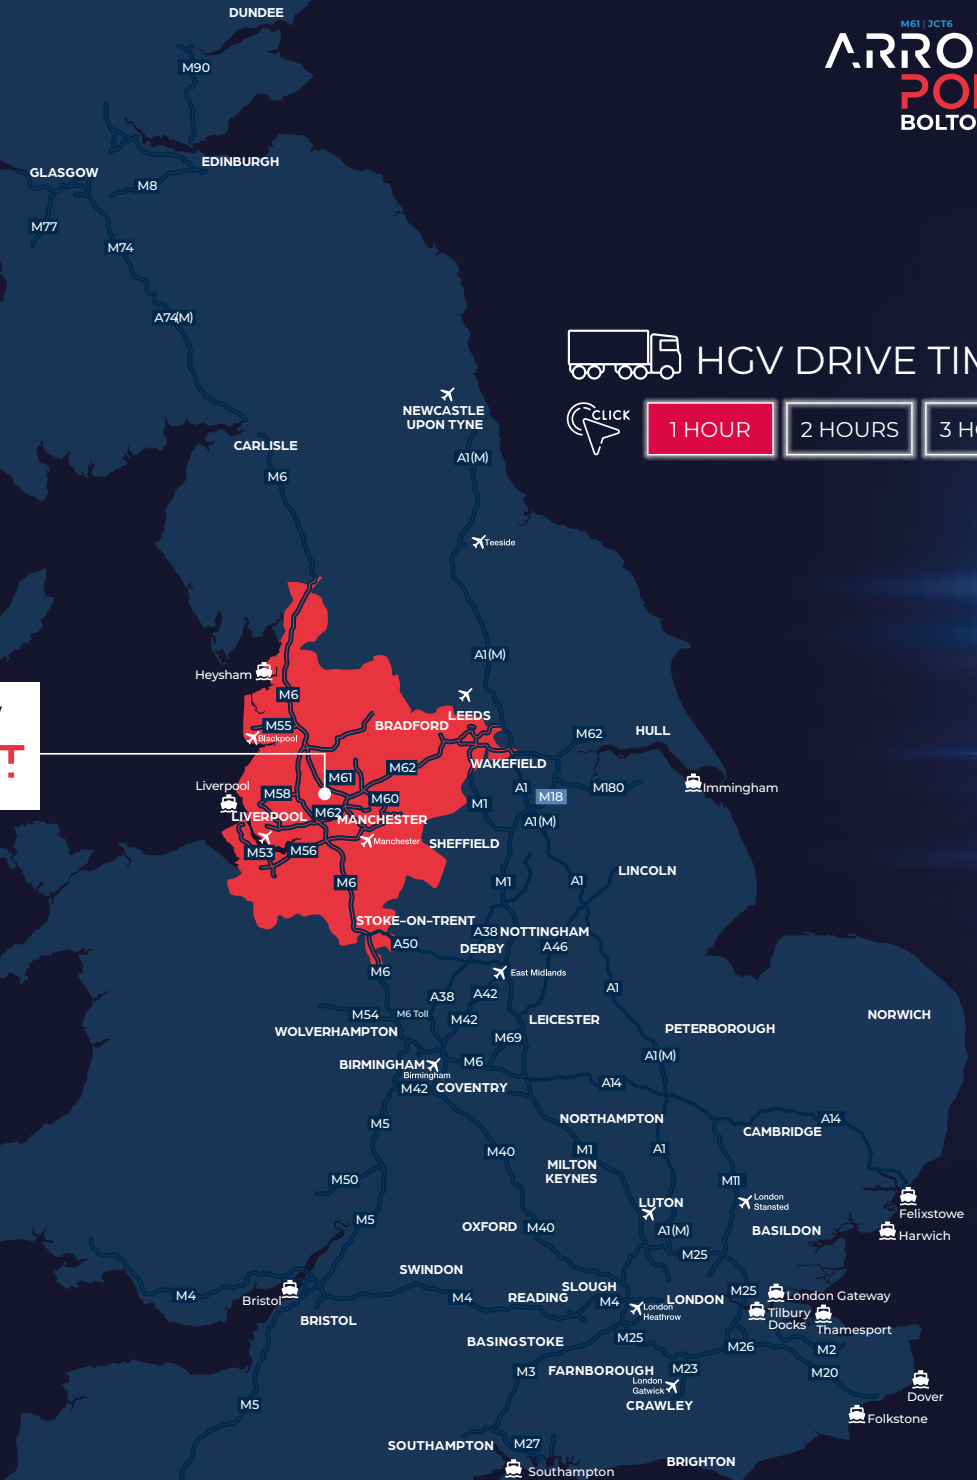 DUNDEE
M61 | JCT6
ARRO
PO
BOLTO
M90
EDINBURGH
GLASGOW
M8
M77
M74
A74(M)
HGV DRIVE TIM
CLICK
1 HOUR
2 HOURS
3 HO
NEWCASTLE
UPON TYNE
CARLISLE
A1(M)
M6
Teeside
A1(M)
Heysham
M6
LEEDS
M55
BRADFORD
HULL
M62
Blackpool
T
WAKEFIELD
M62
M61
Liverpool
A1
M180
Immingham
M58
M60
M18
M1
M62
LIVERPOOL
MANCHESTER
A1(M)
Manchester
SHEFFIELD
M53
M56
LINCOLN
M6
M1
A1
STOKE-ON-TRENT
A38
NOTTINGHAM
A50
DERBY
A46
M6
East Midlands
A1
A38
A42
M54
M6 Toll
M42
LEICESTER
NORWICH
WOLVERHAMPTON
PETERBOROUGH
M69
A1(M)
BIRMINGHAM
M6
Birmingham
M42
COVENTRY
A14
M5
NORTHAMPTON
A14
CAMBRIDGE
M40
M1
A1
MILTON
KEYNES
M50
M11
London
Stansted
LUTON
Felixstowe
M5
OXFORD
M40
A1(M)
BASILDON
Harwich
M25
SWINDON
SLOUGH
M25
London Gateway
M4
Bristol
M4
READING
M4
LONDON
London
Heathrow
Tilbury
Docks
Thamesport
BRISTOL
BASINGSTOKE
M25
M26
M2
M3
FARNBOROUGH
M23
M20
London
Gatwick
Dover
M5
CRAWLEY
Folkstone
SOUTHAMPTON
M27
BRIGHTON
Southampton